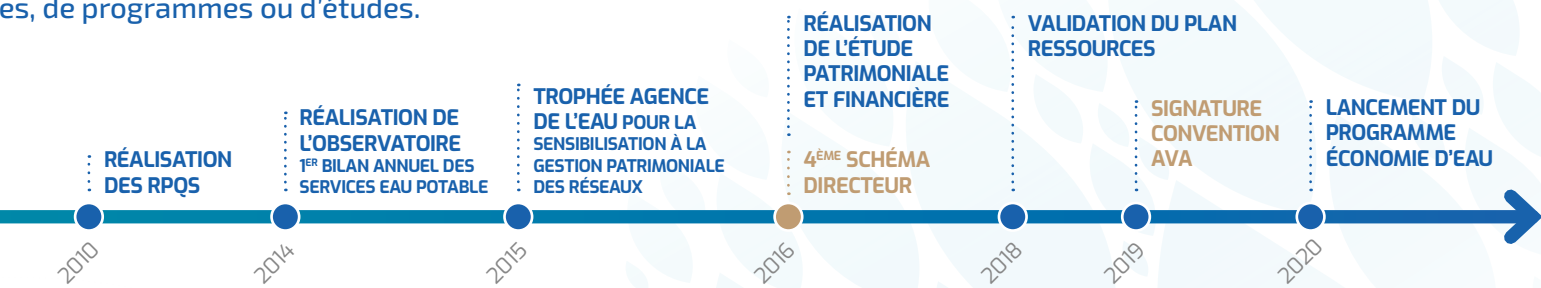 es, de programmes ou d'études.
RÉALISATION
DES RPQS
RÉALISATION DE
L'OBSERVATOIRE
1ER BILAN ANNUEL DES
SERVICES EAU POTABLE
TROPHÉE AGENCE
DE L'EAU POUR LA
SENSIBILISATION À LA
GESTION PATRIMONIALE
DES RÉSEAUX
RÉALISATION
DE L'ÉTUDE
PATRIMONIALE
ET FINANCIÈRE
4ÈME SCHÉMA
DIRECTEUR
VALIDATION DU PLAN
RESSOURCES
SIGNATURE
CONVENTION
AVA
LANCEMENT DU
PROGRAMME
ÉCONOMIE D'EAU
2010
2014
2015
2016
2018
2019
2020